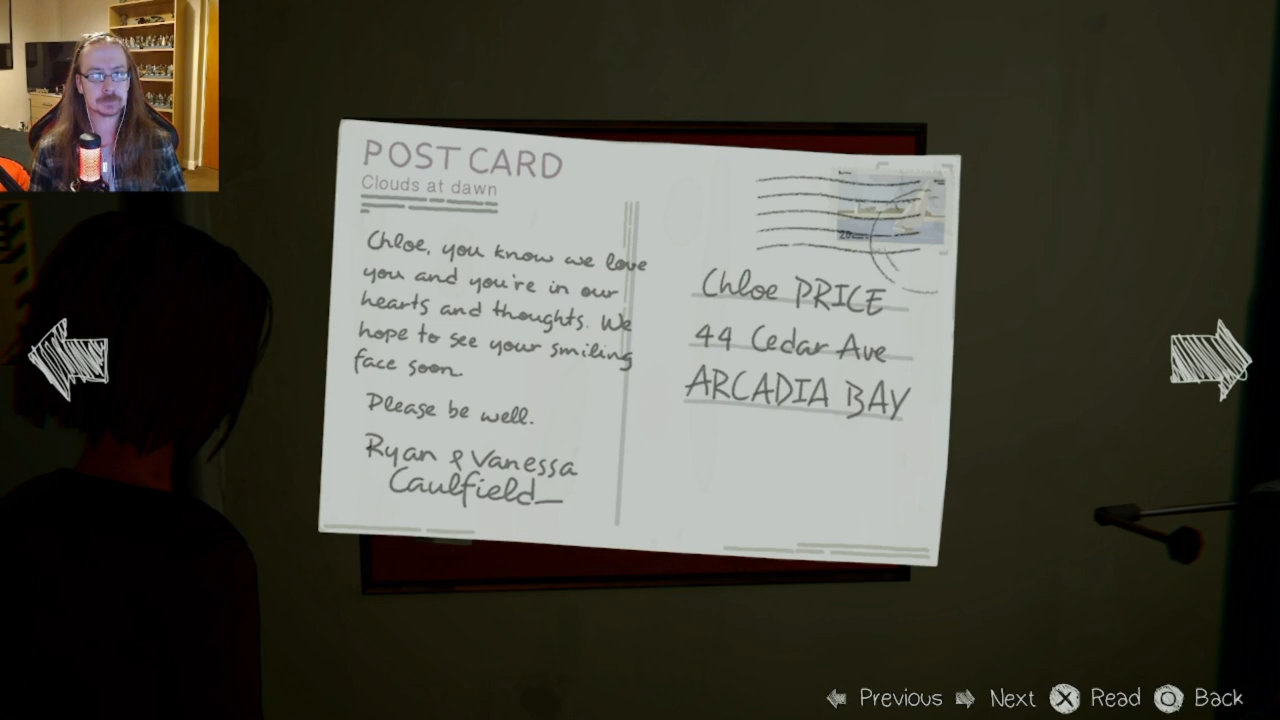 POST CARD
Clouds at dawn
Chloe, you know we love
you and you're in our
hearts and thoughts. We
hope to see your smiling
face soon.
Please be well.
Ryan & Vanessa
Caulfield
20
Chloe PRICE
44 Cedar Ave
ARCADIA BAY
Previous Next Read Back